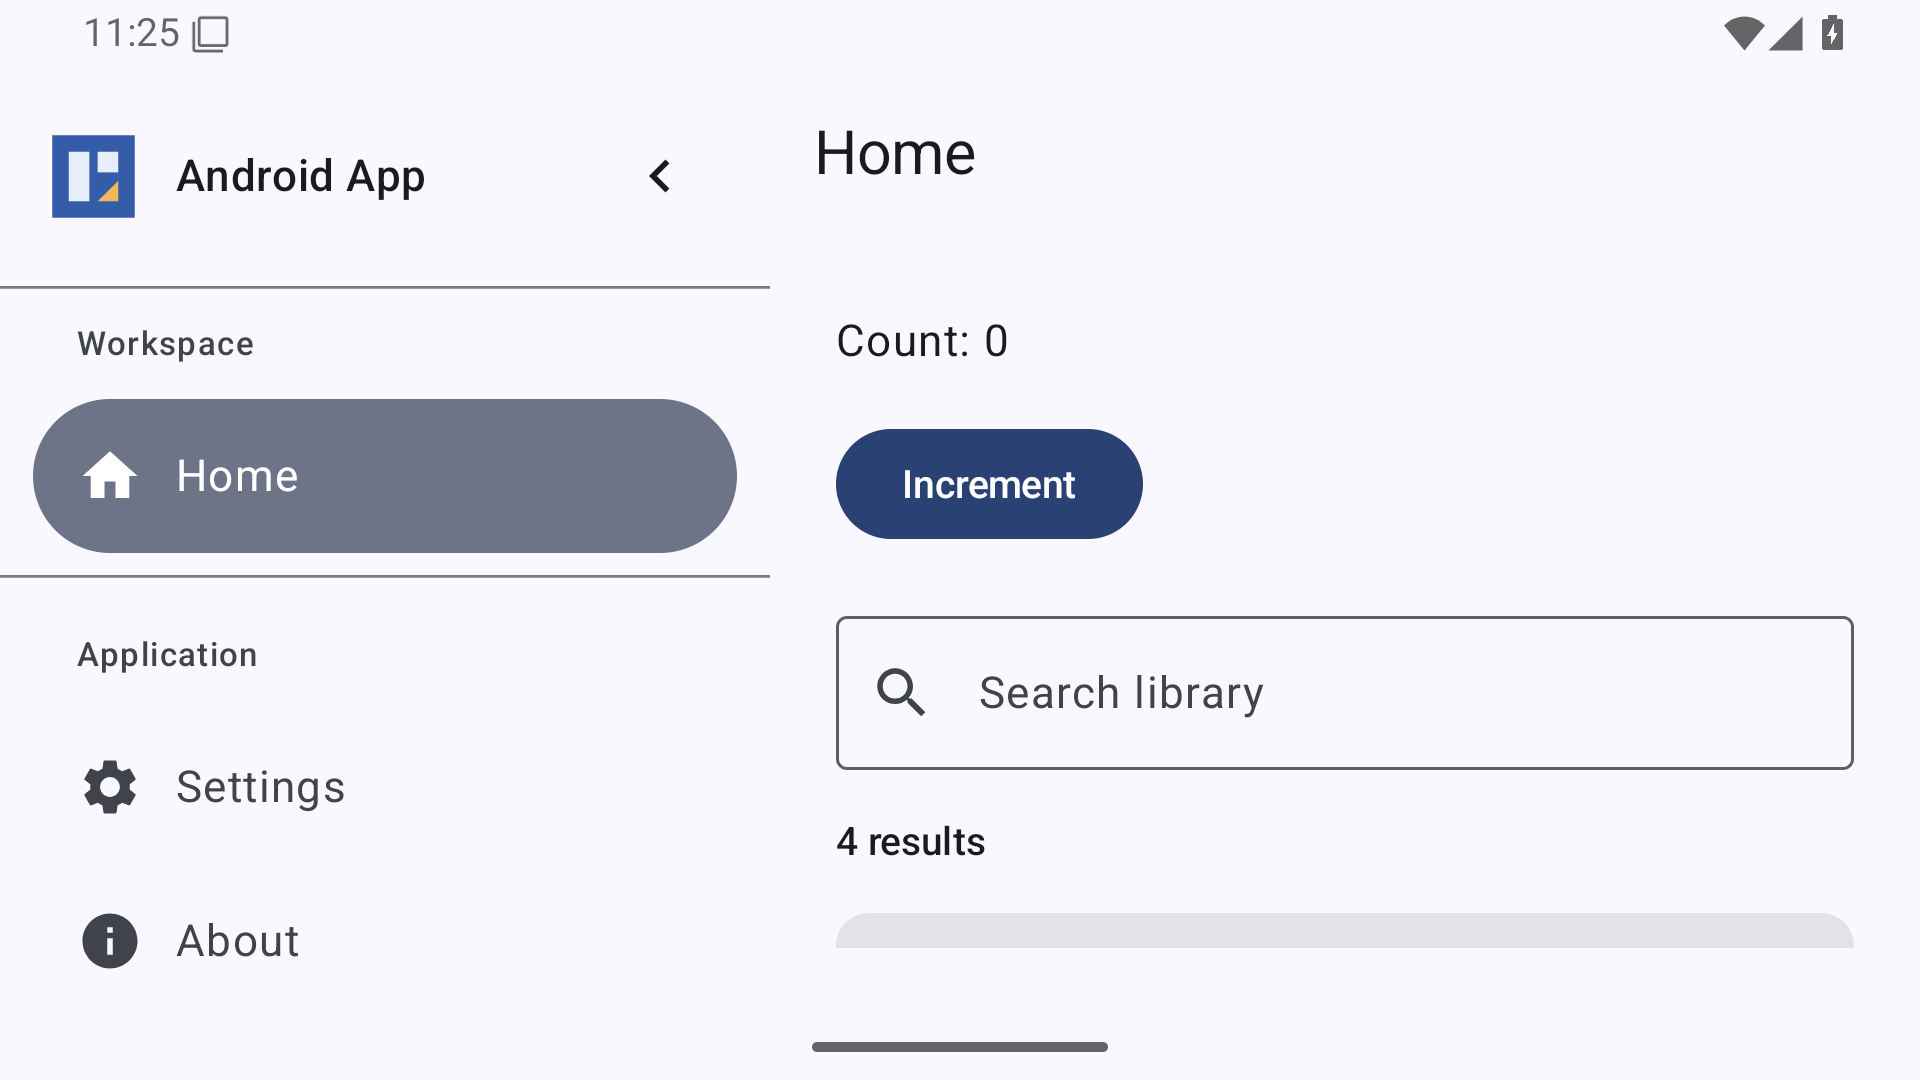 11:25
Android App
Workspace
Home
Application
Settings
About
Home
Count: 0
Increment
Search library
4 results